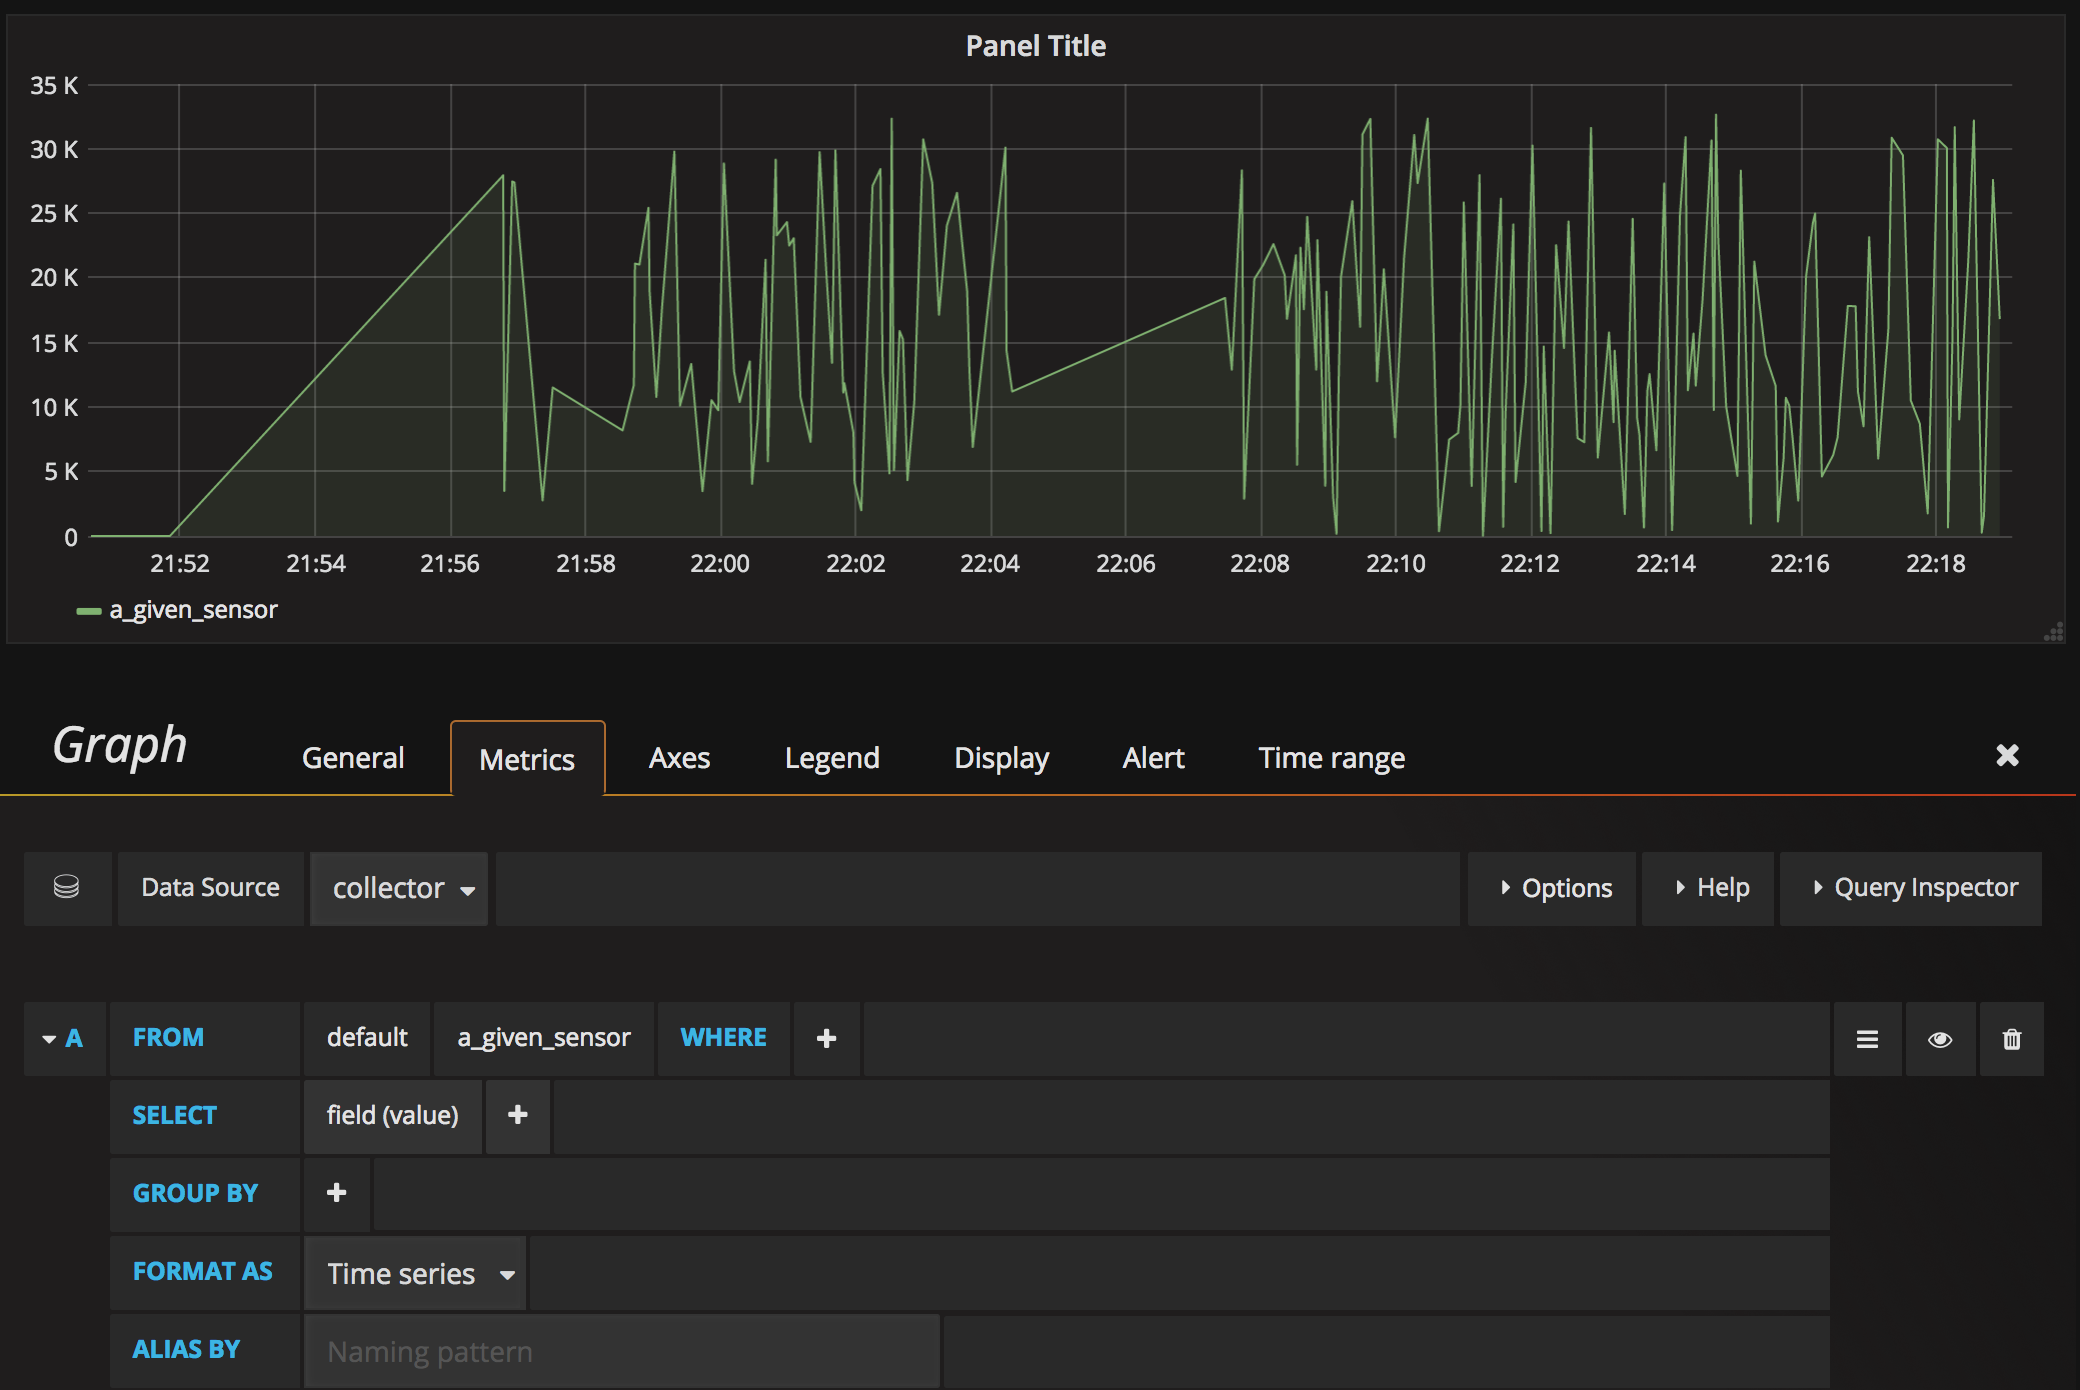 Panel Title
35 K
30 K
25 K
20 K
15 K
10 K
5 K
0
21:52 21:54 21:56 21:58 22:00 22:02 22:04 22:06 22:08 22:10 22:12 22:14 22:16 22:18
a_given_sensor
Graph General Metrics Axes Legend Display Alert Time range
Data Source collector Options Help Query Inspector
A FROM default a_given_sensor WHERE
SELECT field (value)
GROUP BY
FORMAT AS Time series
ALIAS BY Naming pattern